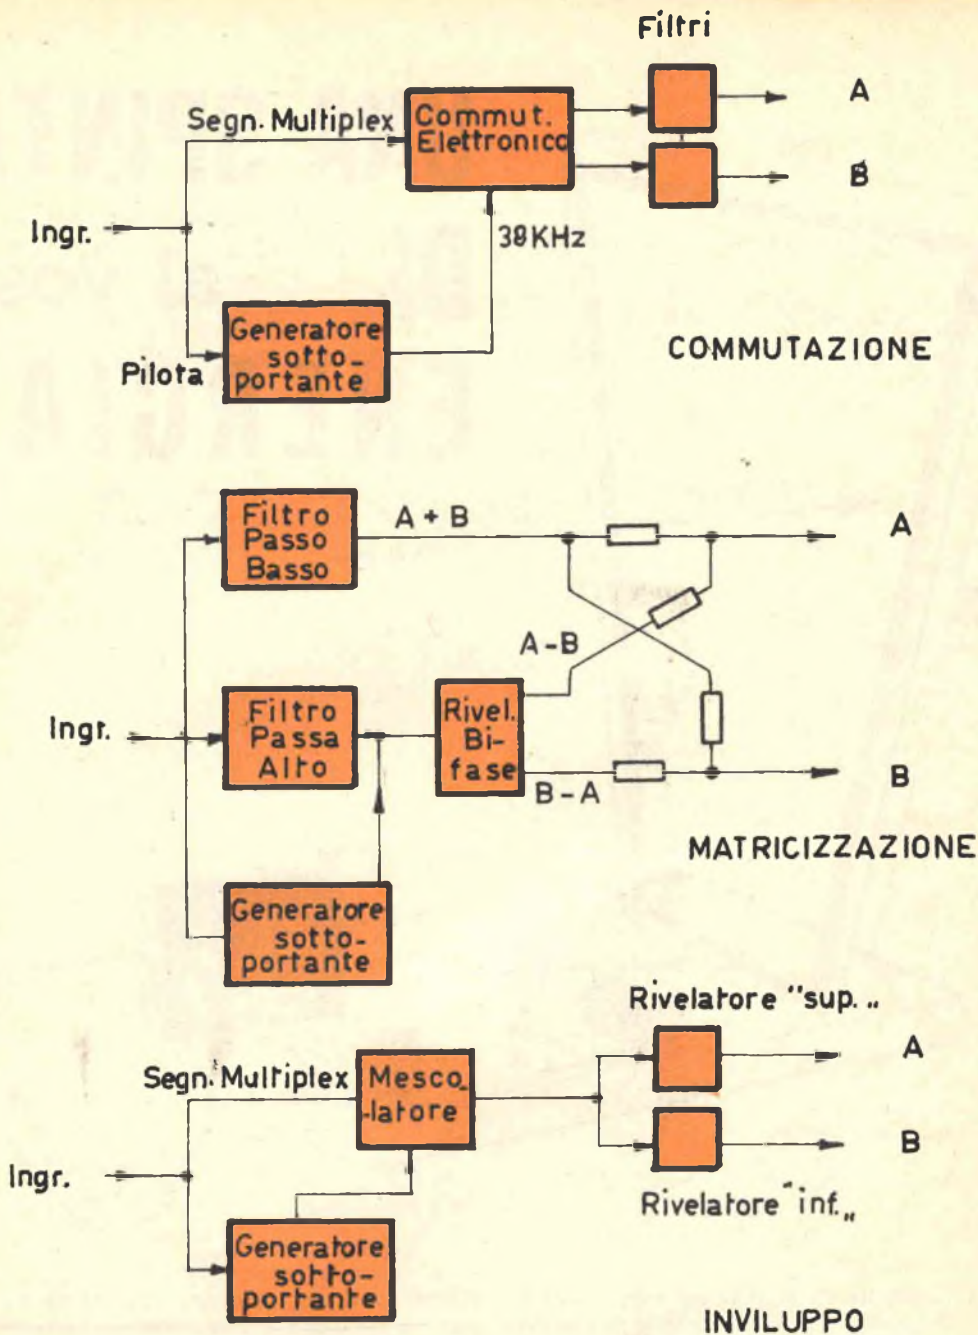 Filtri
Segn. Multiplex
Commut.
Elettronico
A
B
Ingr.
38KHz
Pilota
Generatore
sotto-
portante
COMMUTAZIONE
Filtro
Passo
Basso
A + B
A
A-B
Ingr.
Filtro
Passa
Alto
Rivel.
Bi-
fase
B-A
B
MATRICIZZAZIONE
Generatore
sotto-
portante
Rivelatore "sup. „
Segn. Multiplex
Mesco-
-latore
A
B
Ingr.
Rivelatore " inf. „
Generatore
sotto-
portante
INVILUPPO